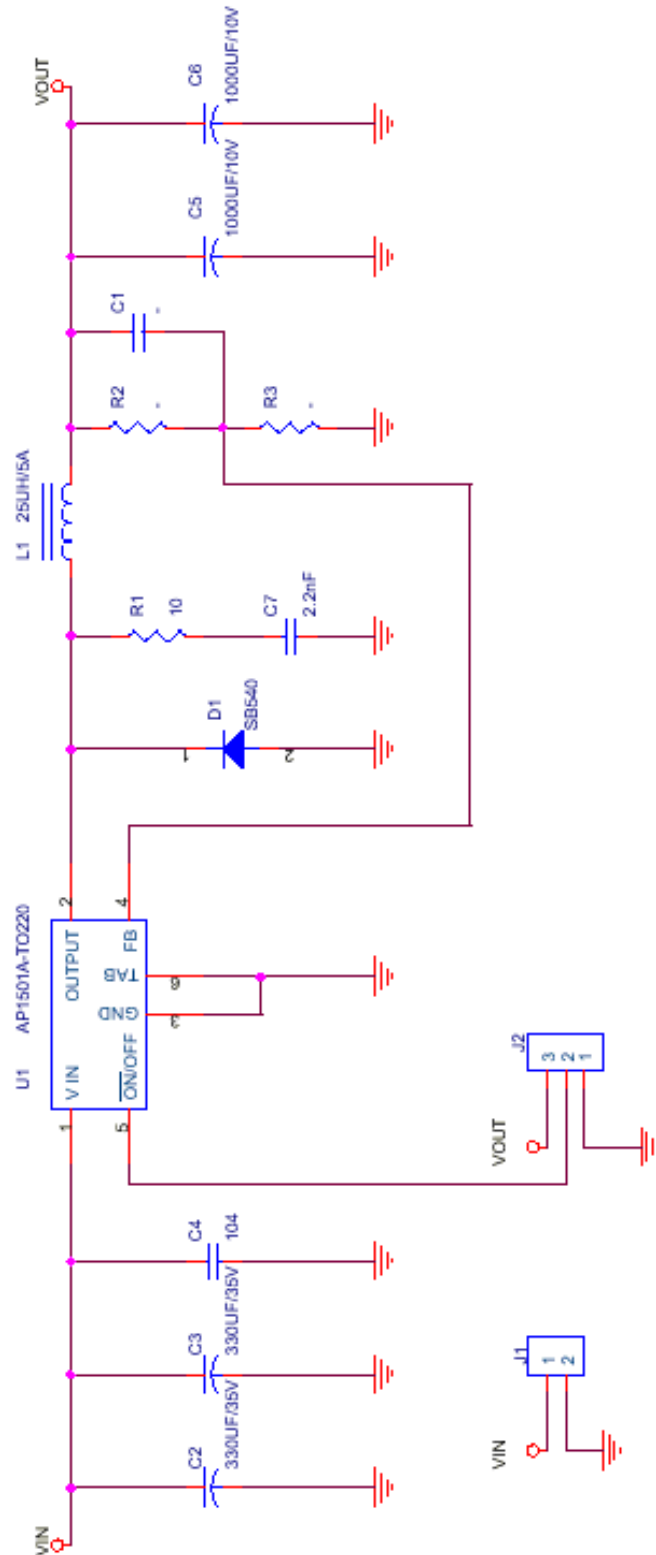 VIN
C2
330UF/35V
C3
330UF/35V
C4
104
U1 AP1501A-TO220
1
V IN
OUTPUT
2
5
ON/OFF
GND
TAB
FB
4
3
6
1
D1
SB540
2
R1
10
C7
2.2nF
L1 25UH/5A
R2
*
R3
*
C1
*
C5
1000UF/10V
C6
1000UF/10V
VOUT
VIN
J1
1
2
VOUT
J2
3
2
1